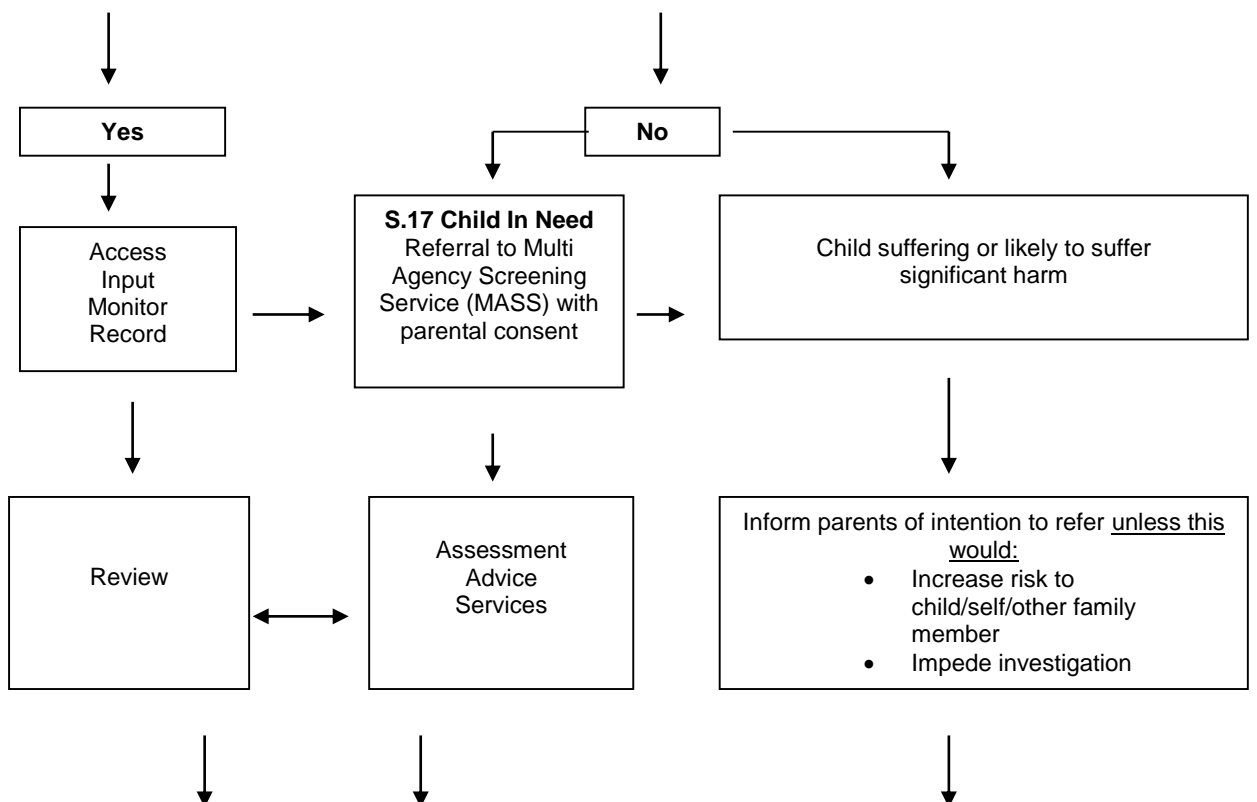 Yes
No
Access
Input
Monitor
Record
S.17 Child In Need
Referral to Multi
Agency Screening
Service (MASS) with
parental consent
Child suffering or likely to suffer
significant harm
Review
Assessment
Advice
Services
Inform parents of intention to refer unless this
would:
• Increase risk to
child/self/other family
member
• Impede investigation